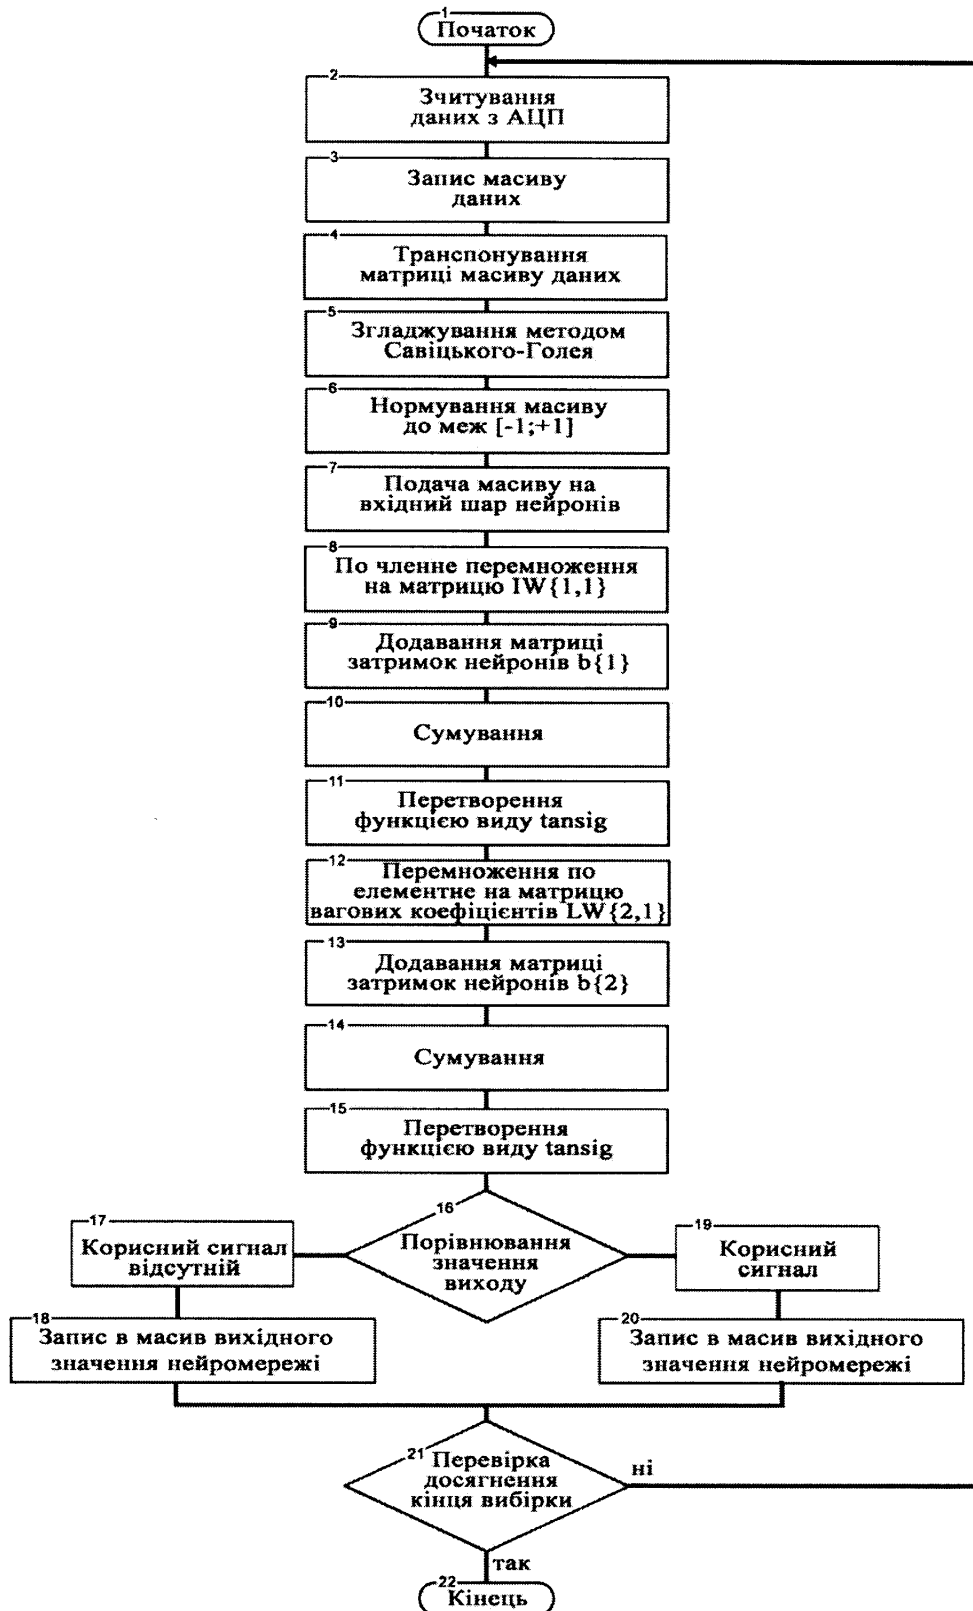 1
Початок
2
Зчитування
даних з АЦП
3
Запис масиву
даних
4
Транспонування
матриці масиву даних
5
Згладжування методом
Савіцького-Голея
6
Нормування масиву
до меж [-1;+1]
7
Подача масиву на
вхідний шар нейронів
8
По членне перемноження
на матрицю IW{1,1}
9
Додавання матриці
затримок нейронів b{1}
10
Сумування
11
Перетворення
функцією виду tansig
12
Перемноження по
елементне на матрицю
вагових коефіцієнтів LW{2,1}
13
Додавання матриці
затримок нейронів b{2}
14
Сумування
15
Перетворення
функцією виду tansig
16
Порівнювання
значення
виходу
17
Корисний сигнал
відсутній
19
Корисний
сигнал
18
Запис в масив вихідного
значення нейромережі
20
Запис в масив вихідного
значення нейромережі
21
Перевірка
досягнення
кінця вибірки
ні
так
22
Кінець